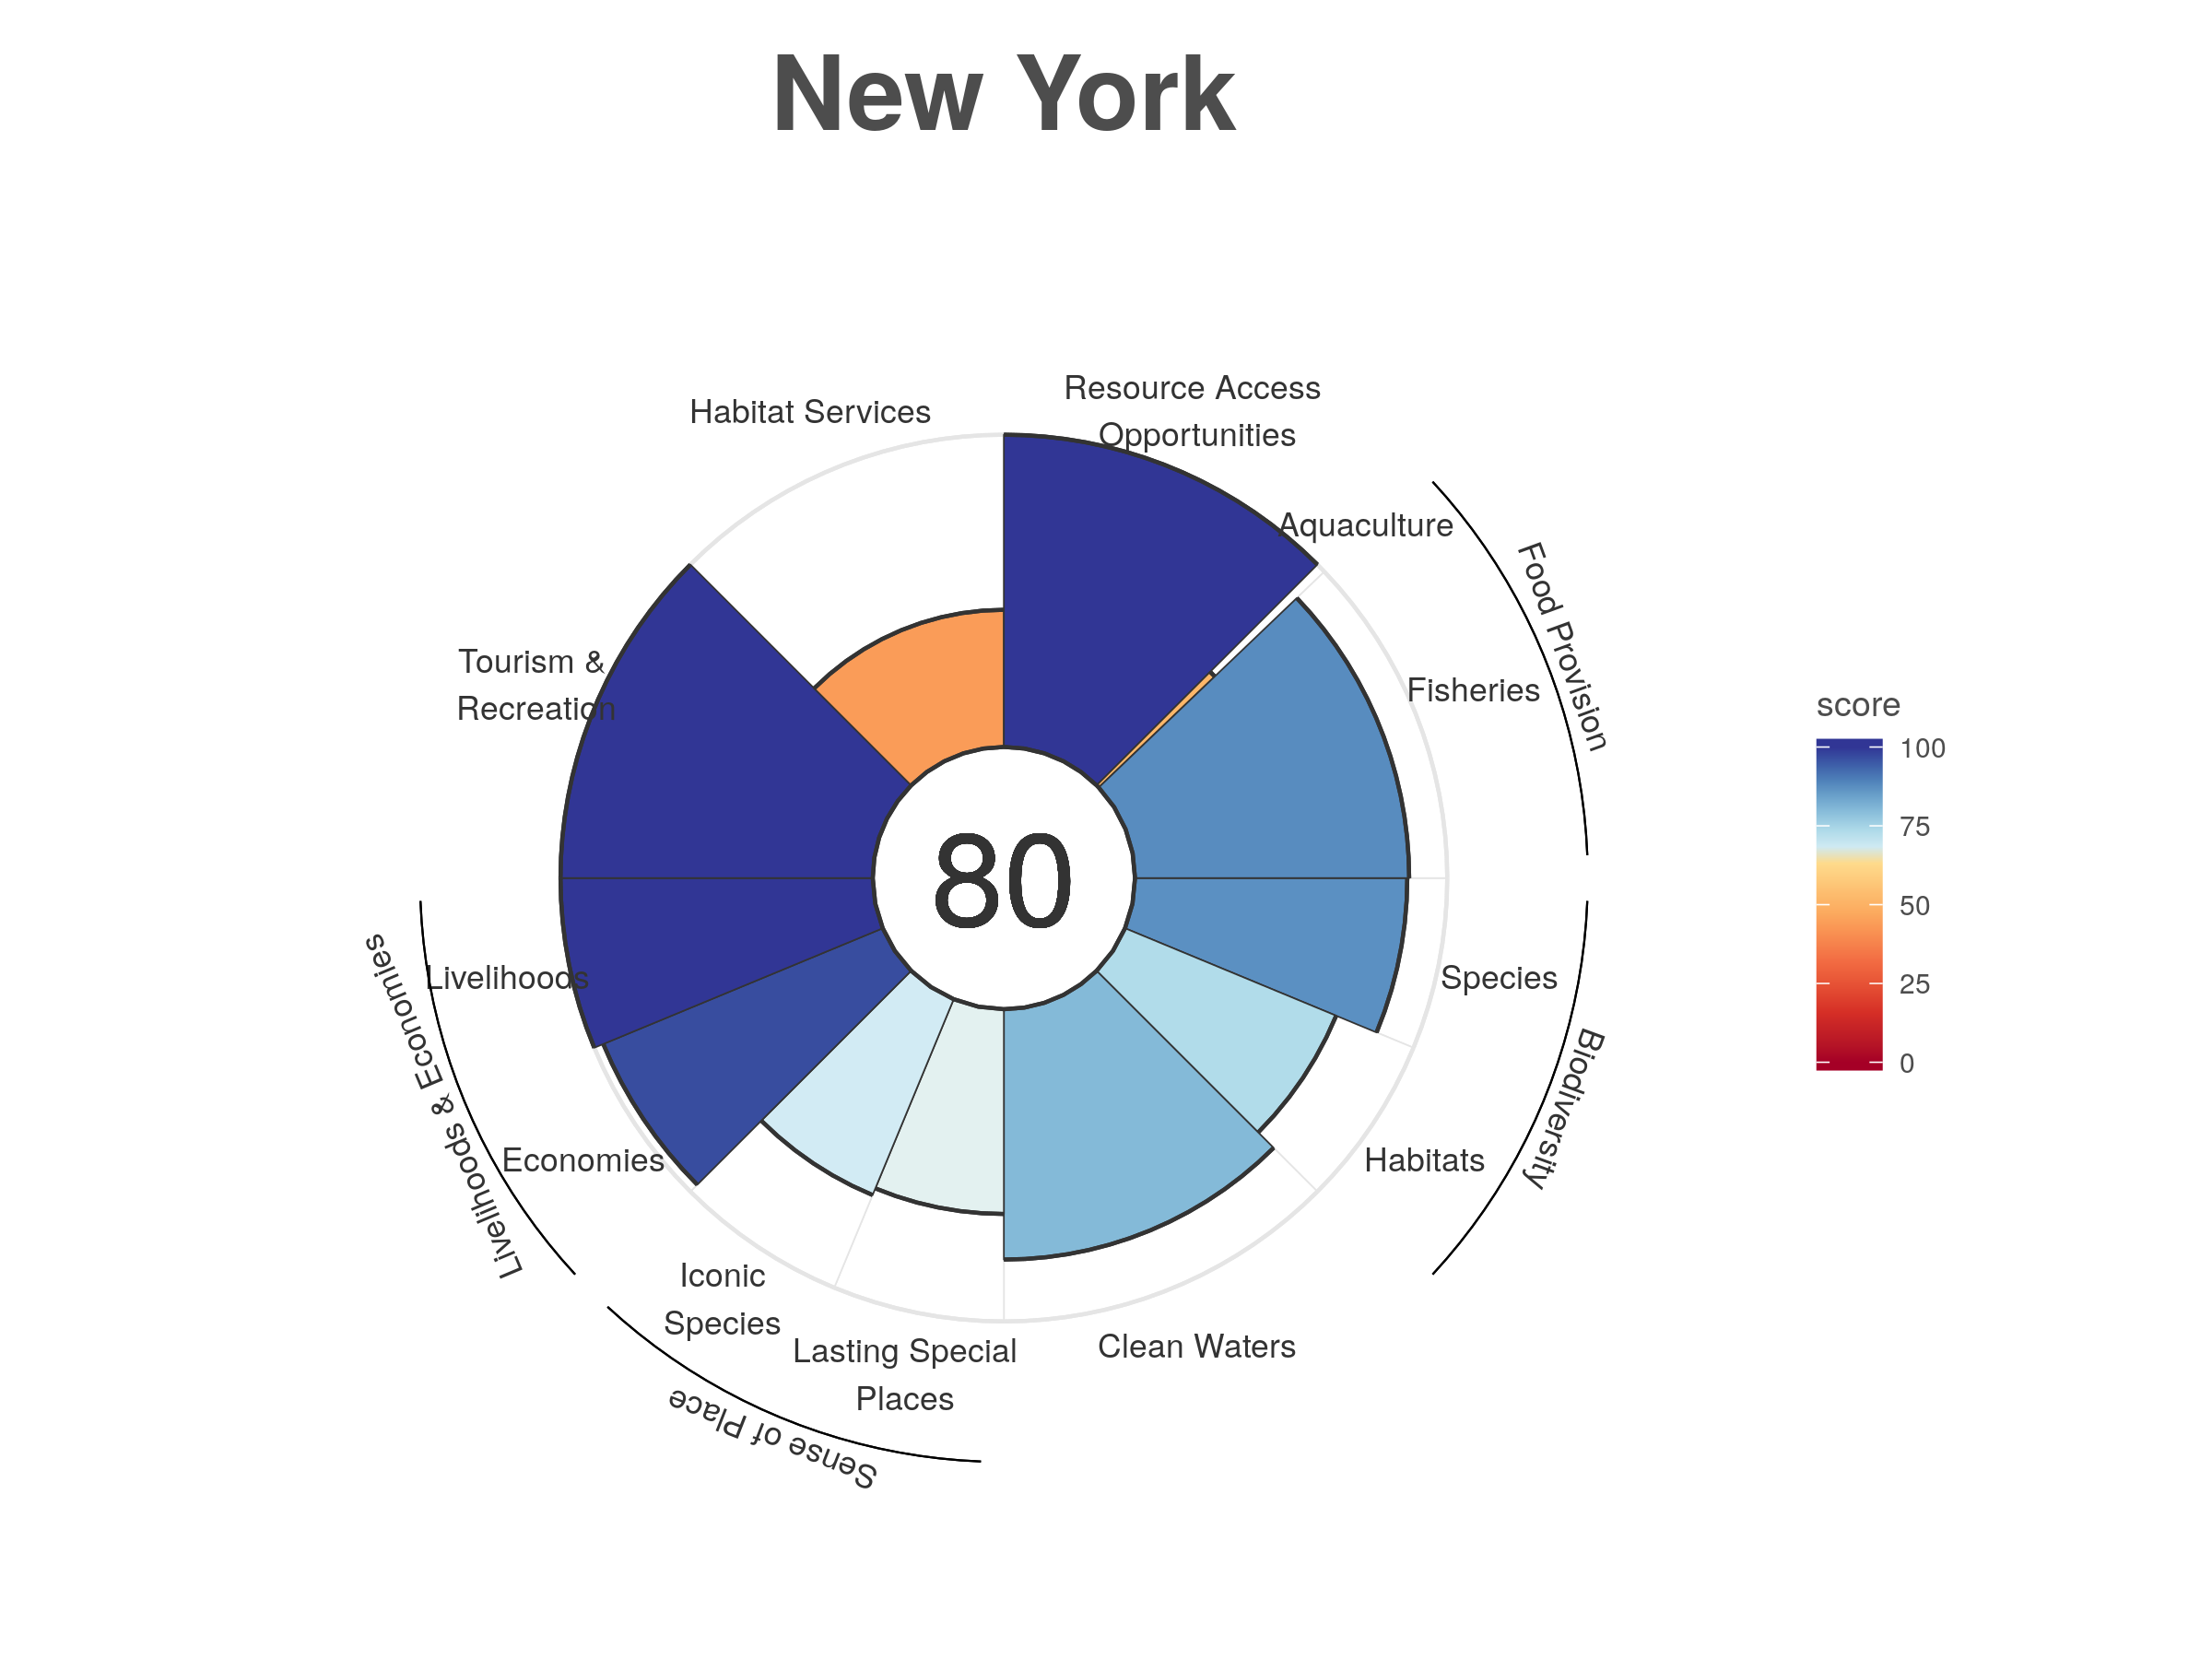 New York
Resource Access
Opportunities
Habitat Services
Aquaculture
Food Provision
Tourism &
Recreation
Fisheries
score
100
75
50
25
0
80
Livelihoods
Species
Livelihoods & Economies
Biodiversity
Economies
Habitats
Iconic
Species
Lasting Special
Places
Clean Waters
Sense of Place